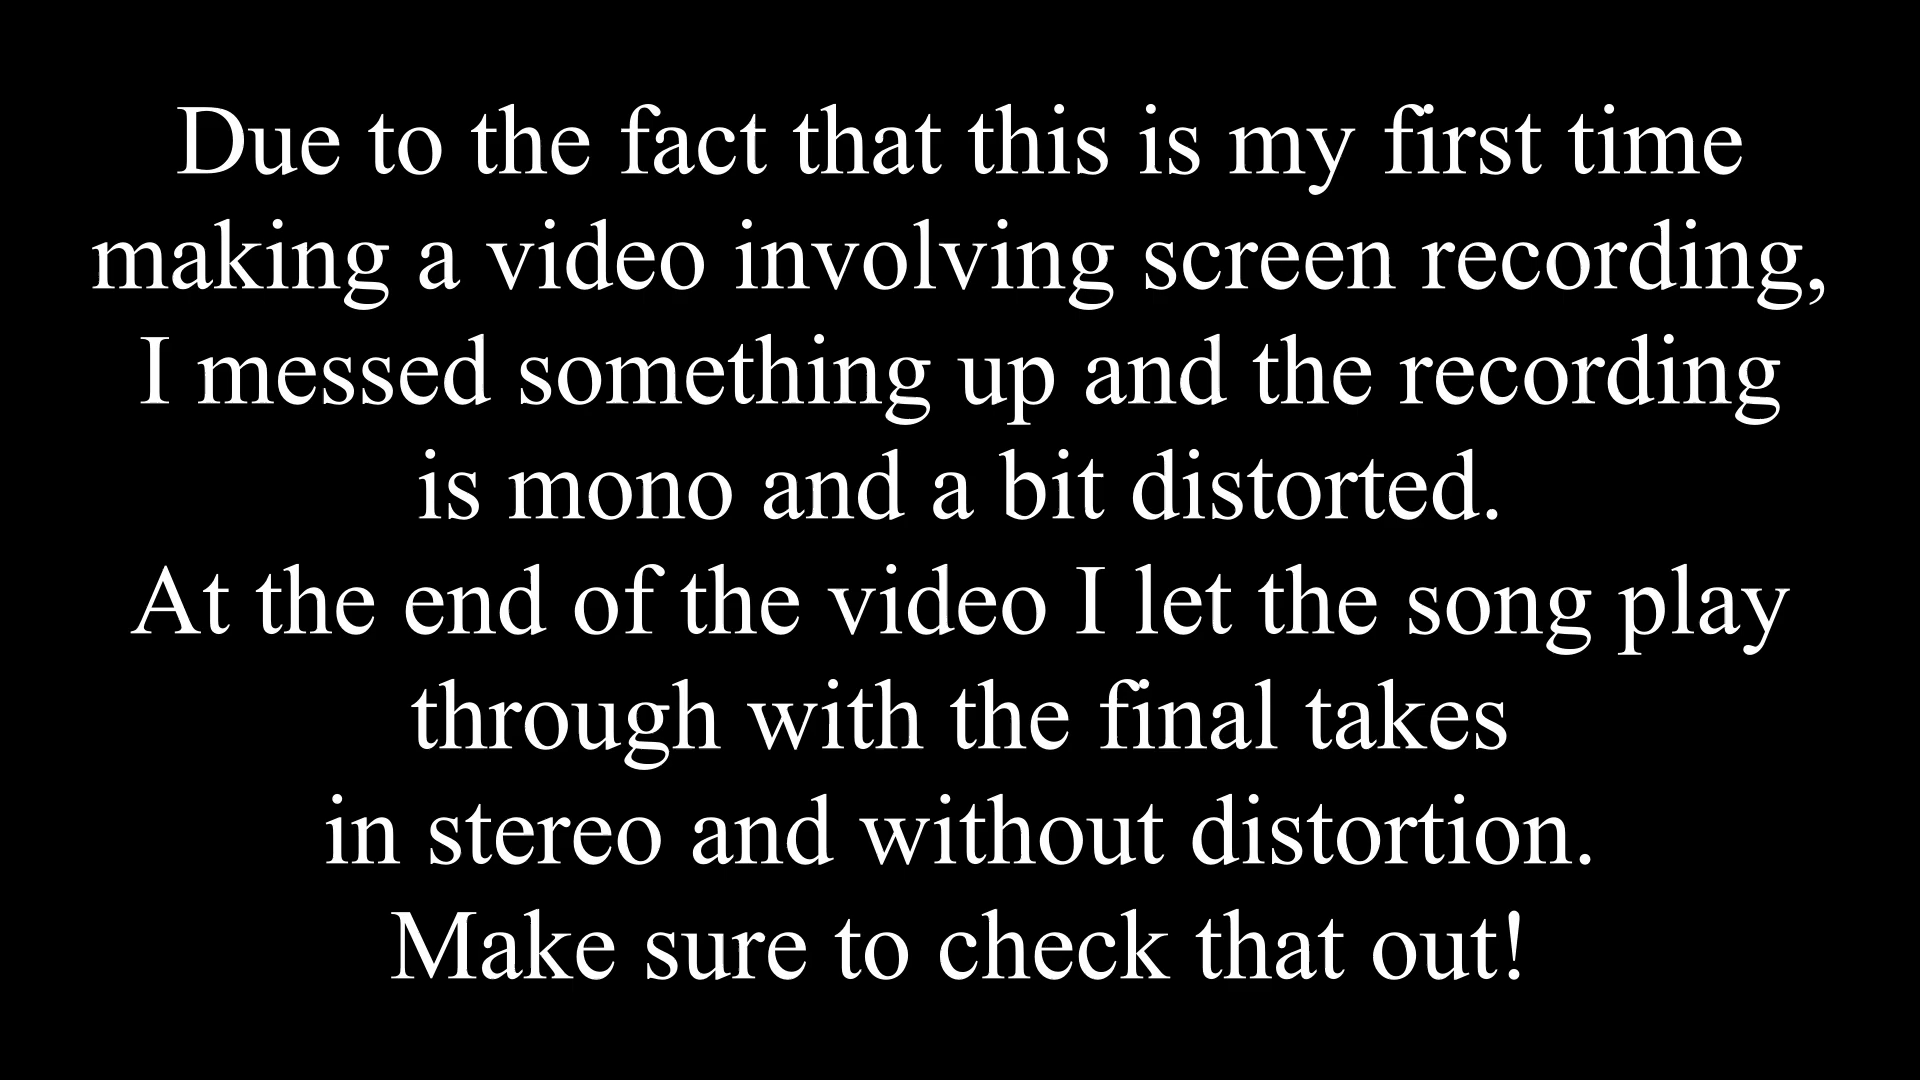 Due to the fact that this is my first time
making a video involving screen recording,
I messed something up and the recording
is mono and a bit distorted.
At the end of the video I let the song play
through with the final takes
in stereo and without distortion.
Make sure to check that out!